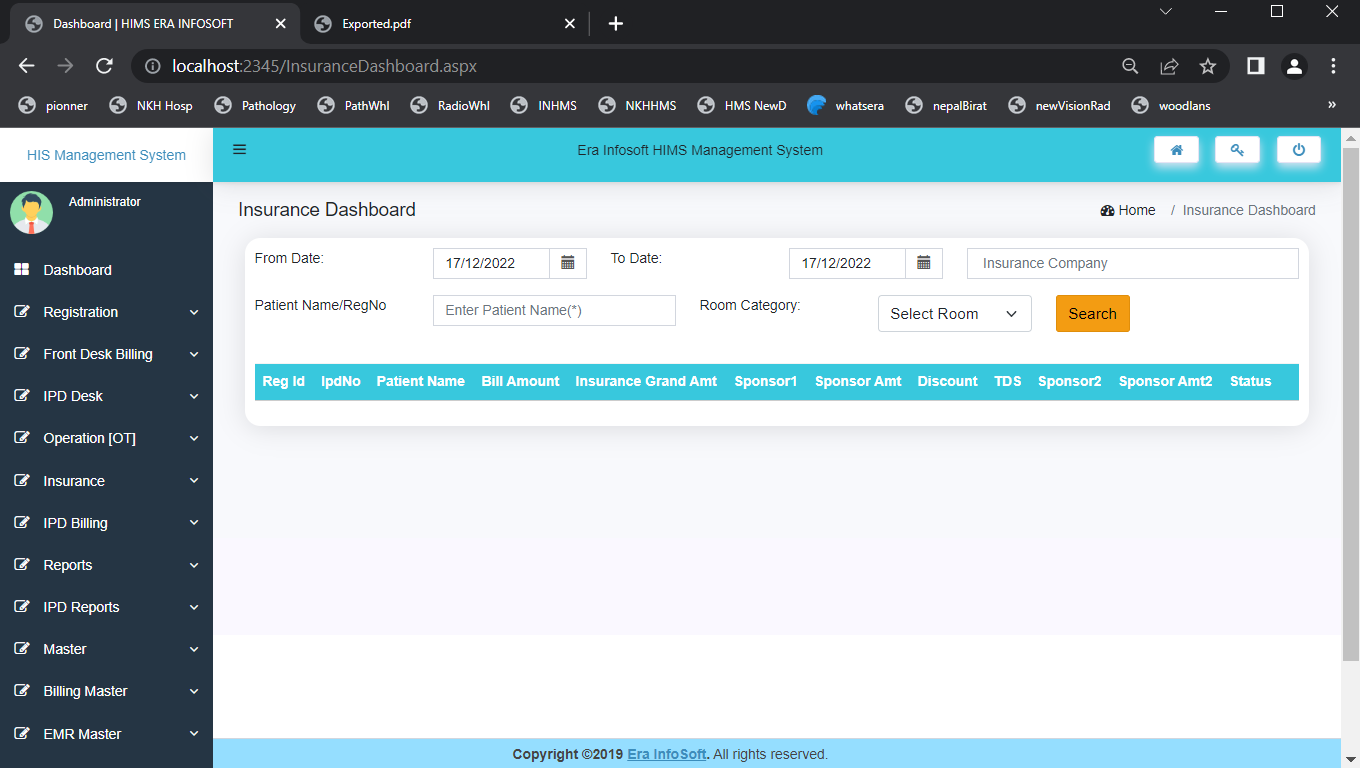 Dashboard | HIMS ERA INFOSOFT
Exported.pdf
localhost:2345/InsuranceDashboard.aspx
pionner NKH Hosp Pathology PathWhl RadioWhl INHMS NKHHMS HMS NewD whatsera nepalBirat newVisionRad woodlans »
HIS Management System
Era Infosoft HIMS Management System
Administrator
Insurance Dashboard
Home / Insurance Dashboard
Dashboard
Registration
Front Desk Billing
IPD Desk
Operation [OT]
Insurance
IPD Billing
Reports
IPD Reports
Master
Billing Master
EMR Master
From Date: 17/12/2022 To Date: 17/12/2022 Insurance Company
Patient Name/RegNo Enter Patient Name(*) Room Category: Select Room Search
Reg Id IpdNo Patient Name Bill Amount Insurance Grand Amt Sponsor1 Sponsor Amt Discount TDS Sponsor2 Sponsor Amt2 Status
Copyright ©2019 Era InfoSoft. All rights reserved.